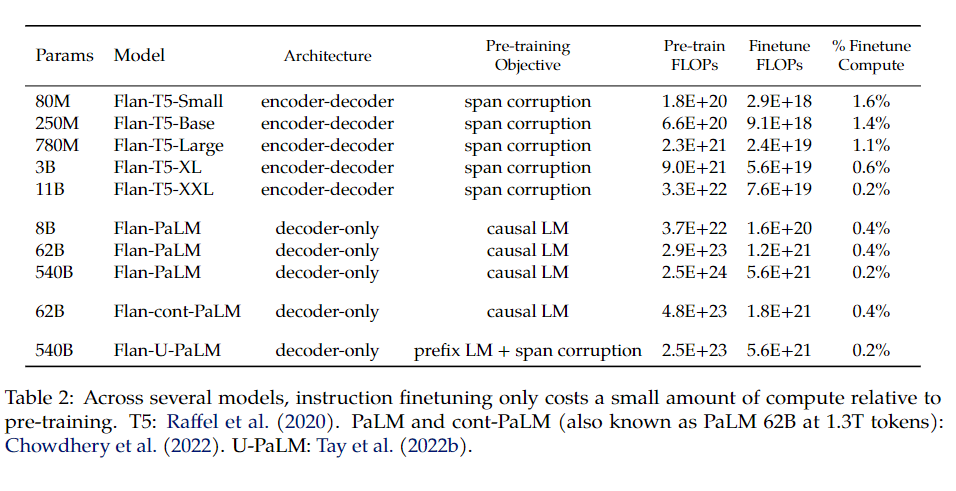 Params Model Architecture Pre-training Objective Pre-train FLOPs Finetune FLOPs % Finetune Compute
80M Flan-T5-Small encoder-decoder span corruption 1.8E+20 2.9E+18 1.6%
250M Flan-T5-Base encoder-decoder span corruption 6.6E+20 9.1E+18 1.4%
780M Flan-T5-Large encoder-decoder span corruption 2.3E+21 2.4E+19 1.1%
3B Flan-T5-XL encoder-decoder span corruption 9.0E+21 5.6E+19 0.6%
11B Flan-T5-XXL encoder-decoder span corruption 3.3E+22 7.6E+19 0.2%
8B Flan-PaLM decoder-only causal LM 3.7E+22 1.6E+20 0.4%
62B Flan-PaLM decoder-only causal LM 2.9E+23 1.2E+21 0.4%
540B Flan-PaLM decoder-only causal LM 2.5E+24 5.6E+21 0.2%
62B Flan-cont-PaLM decoder-only causal LM 4.8E+23 1.8E+21 0.4%
540B Flan-U-PaLM decoder-only prefix LM + span corruption 2.5E+23 5.6E+21 0.2%
Table 2: Across several models, instruction finetuning only costs a small amount of compute relative to
pre-training. T5: Raffel et al. (2020). PaLM and cont-PaLM (also known as PaLM 62B at 1.3T tokens):
Chowdhery et al. (2022). U-PaLM: Tay et al. (2022b).